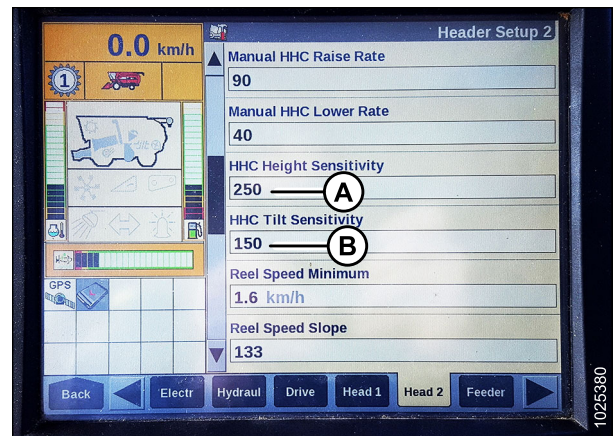 0.0 km/h
1
GPS
Header Setup 2
Manual HHC Raise Rate
90
Manual HHC Lower Rate
40
HHC Height Sensitivity
250
A
HHC Tilt Sensitivity
150
B
Reel Speed Minimum
1.6 km/h
Reel Speed Slope
133
Back
Electr
Hydraul
Drive
Head 1
Head 2
Feeder
1025380